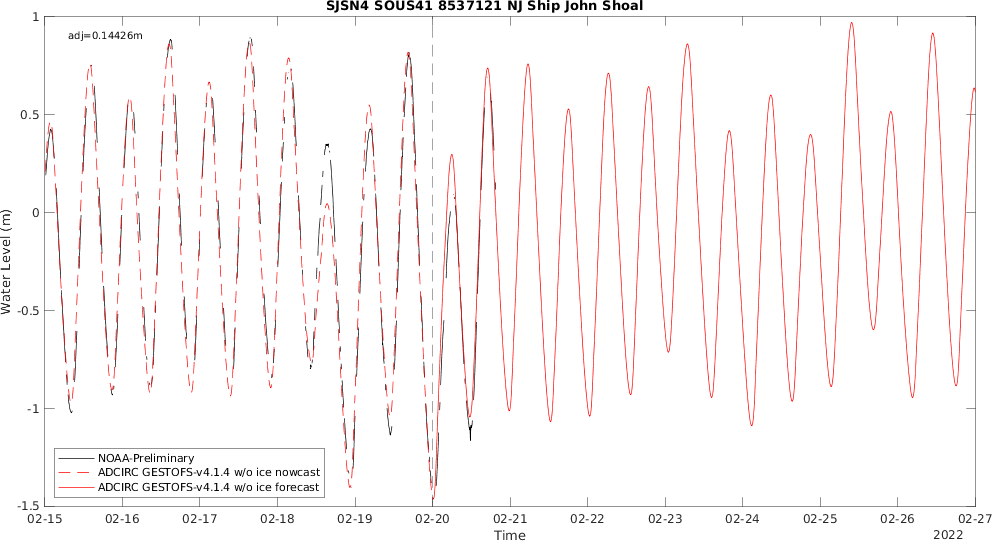 SJSN4 SOUS41 8537121 NJ Ship John Shoal
adj=0.14426m
1
0.5
0
-0.5
-1
-1.5
Water Level (m)
NOAA-Preliminary
ADCIRC GESTOFS-v4.1.4 w/o ice nowcast
ADCIRC GESTOFS-v4.1.4 w/o ice forecast
02-15 02-16 02-17 02-18 02-19 02-20 02-21 02-22 02-23 02-24 02-25 02-26 02-27
Time
2022